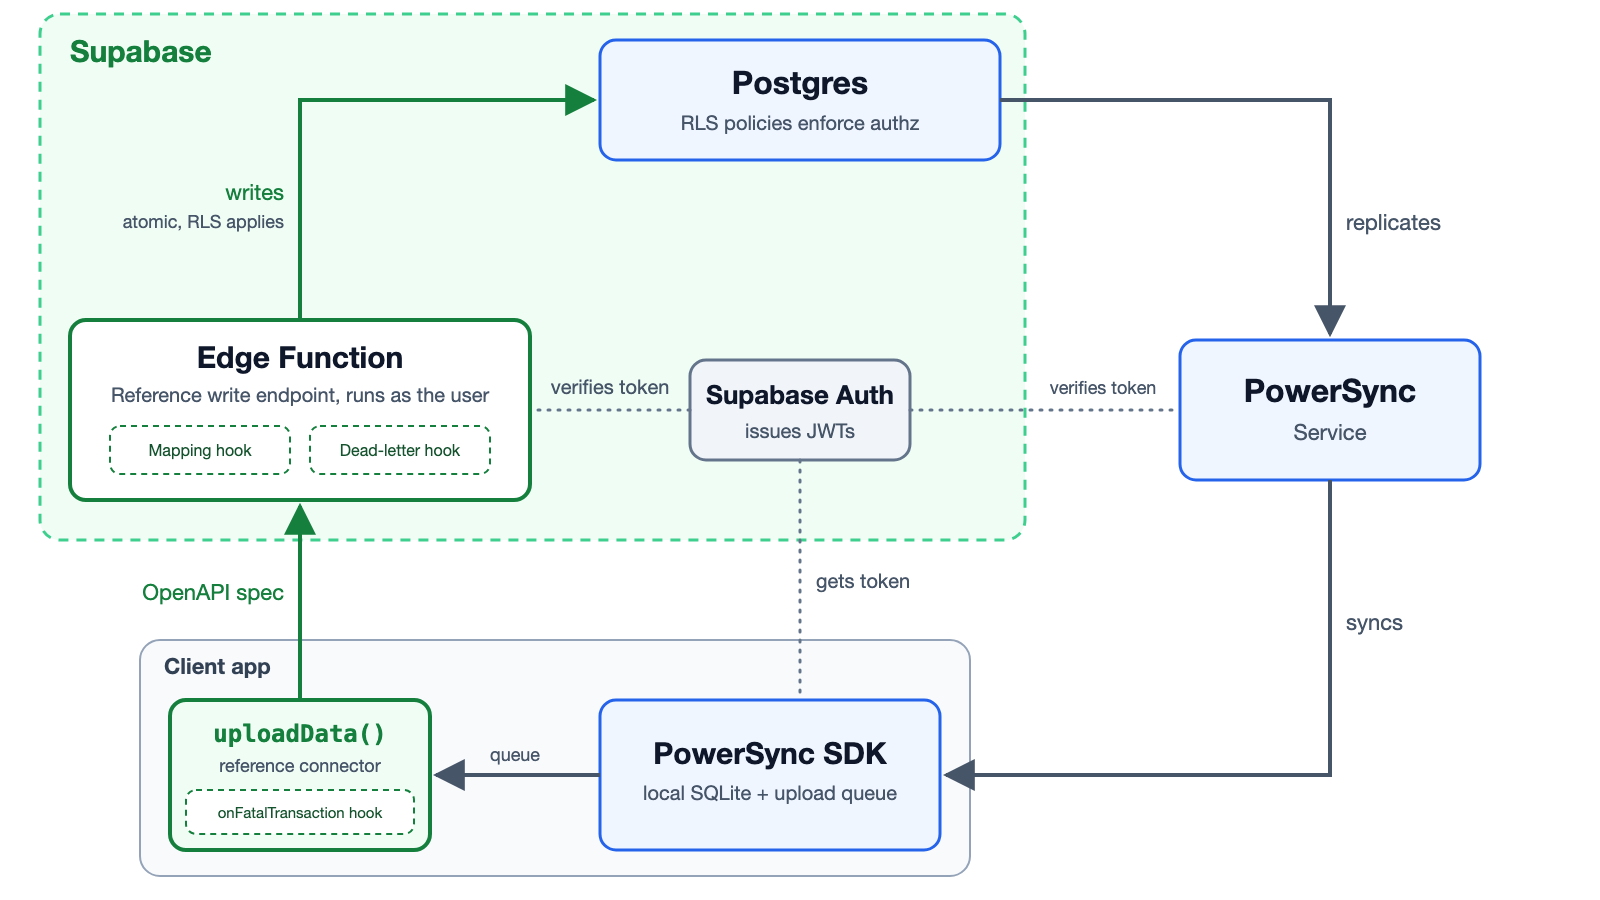 Supabase
Postgres
RLS policies enforce authz
writes
atomic, RLS applies
replicates
Edge Function
Reference write endpoint, runs as the user
Mapping hook
Dead-letter hook
verifies token
Supabase Auth
issues JWTs
verifies token
PowerSync
Service
OpenAPI spec
gets token
syncs
Client app
uploadData()
reference connector
onFatalTransaction hook
queue
PowerSync SDK
local SQLite + upload queue